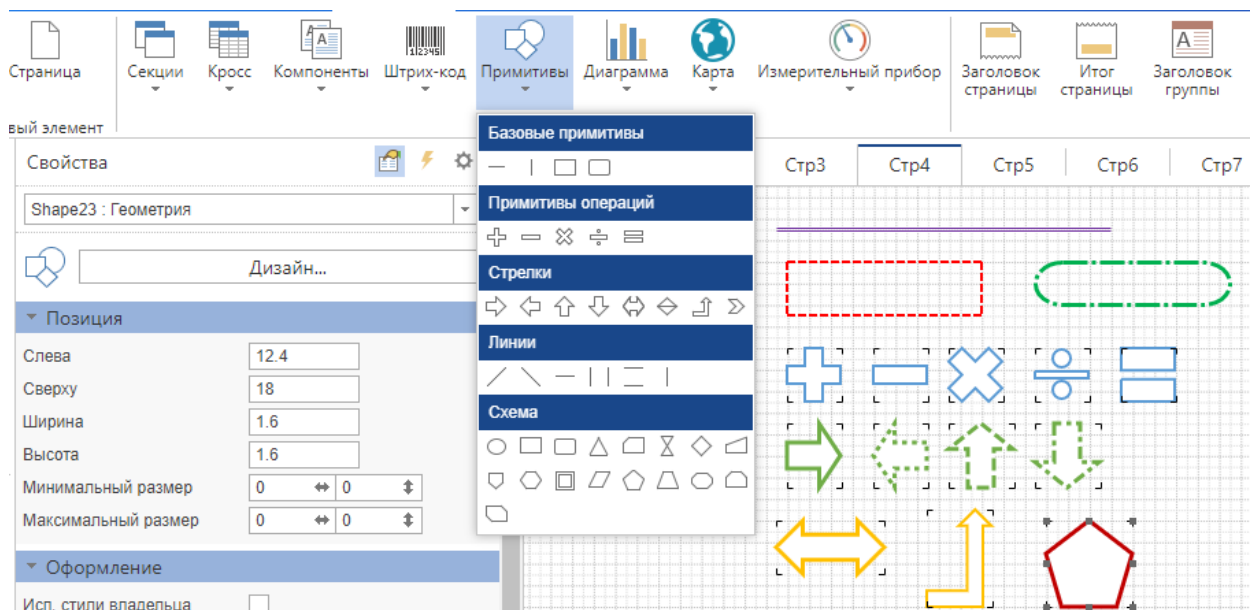 Страница
Секции
Кросс
Компоненты
Штрих-код
Примитивы
Диаграмма
Карта
Измерительный прибор
Заголовок
страницы
Итог
страницы
Заголовок
группы
вый элемент
Свойства
Shape23 : Геометрия
Дизайн...
Позиция
Слева 12.4
Сверху 18
Ширина 1.6
Высота 1.6
Минимальный размер 0 0
Максимальный размер 0 0
Оформление
Исп. стили владельца
Базовые примитивы
Примитивы операций
Стрелки
Линии
Схема
Стр3 Стр4 Стр5 Стр6 Стр7